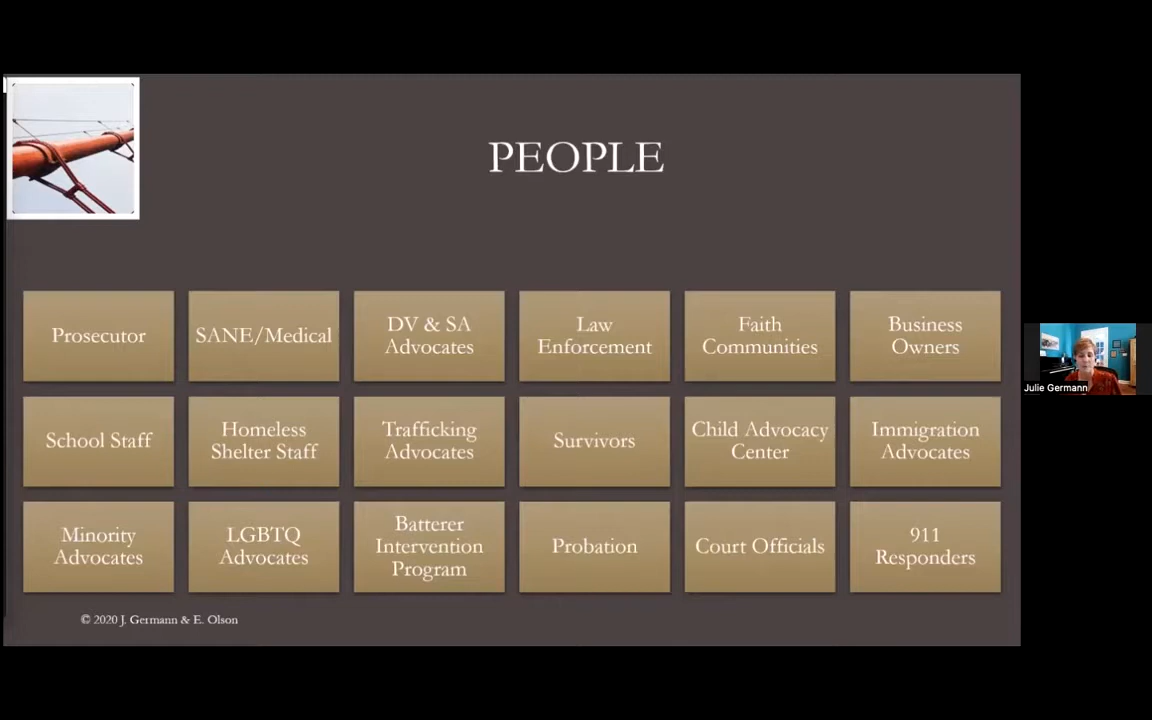 PEOPLE
Prosecutor
SANE/Medical
DV & SA
Advocates
Law
Enforcement
Faith
Communities
Business
Owners
School Staff
Homeless
Shelter Staff
Trafficking
Advocates
Survivors
Child Advocacy
Center
Immigration
Advocates
Minority
Advocates
LGBTQ
Advocates
Batterer
Intervention
Program
Probation
Court Officials
911
Responders
© 2020 J. Germann & E. Olson
Julie Germann